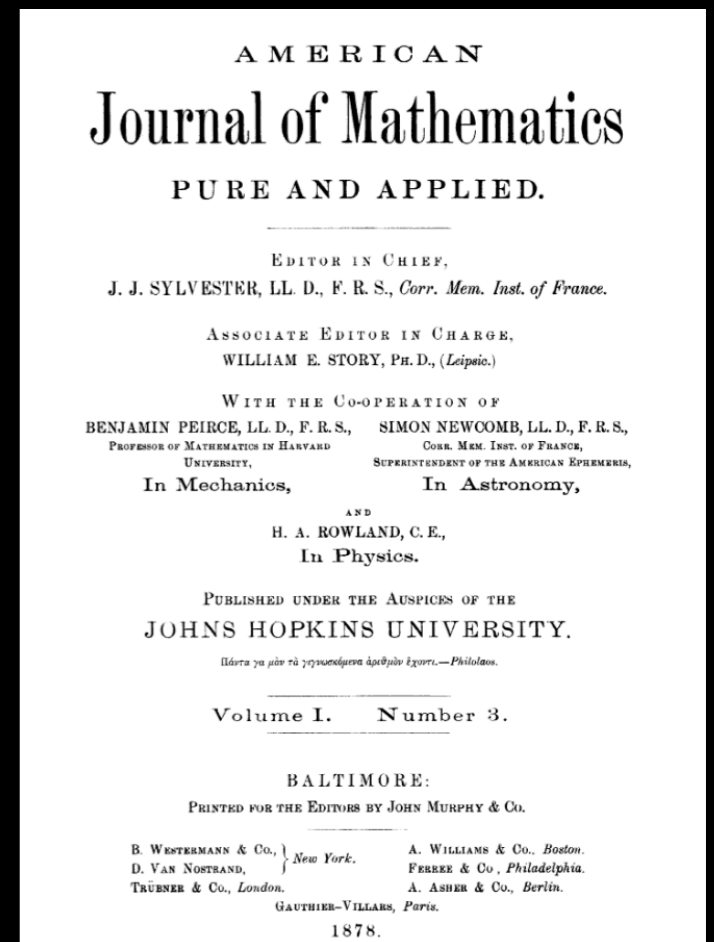 AMERICAN
Journal of Mathematics
PURE AND APPLIED.
EDITOR IN CHIEF,
J. J. SYLVESTER, LL. D., F. R. S., Corr. Mem. Inst. of France.
ASSOCIATE EDITOR IN CHARGE,
WILLIAM E. STORY, PH. D., (Leipsic.)
WITH THE CO-OPERATION OF
BENJAMIN PEIRCE, LL. D., F. R. S.,
PROFESSOR OF MATHEMATICS IN HARVARD
UNIVERSITY,
In Mechanics,
SIMON NEWCOMB, LL. D., F. R. S.,
CORR. MEM. INST. OF FRANCE,
SUPERINTENDENT OF THE AMERICAN EPHEMERIS,
In Astronomy,
AND
H. A. ROWLAND, C. E.,
In Physics.
PUBLISHED UNDER THE AUSPICES OF THE
JOHNS HOPKINS UNIVERSITY.
Πάντα γα μὰν τὰ γιγνωσκόμενα ἀριθμὸν ἔχοντι.—Philolaos.
Volume I. Number 3.
BALTIMORE:
PRINTED FOR THE EDITORS BY JOHN MURPHY & CO.
B. WESTERMANN & CO.,
D. VAN NOSTRAND,
New York.
TRÜBNER & CO., London.
A. WILLIAMS & CO., Boston.
FERREE & CO., Philadelphia.
A. ASHER & CO., Berlin.
GAUTHIER-VILLARS, Paris.
1878.